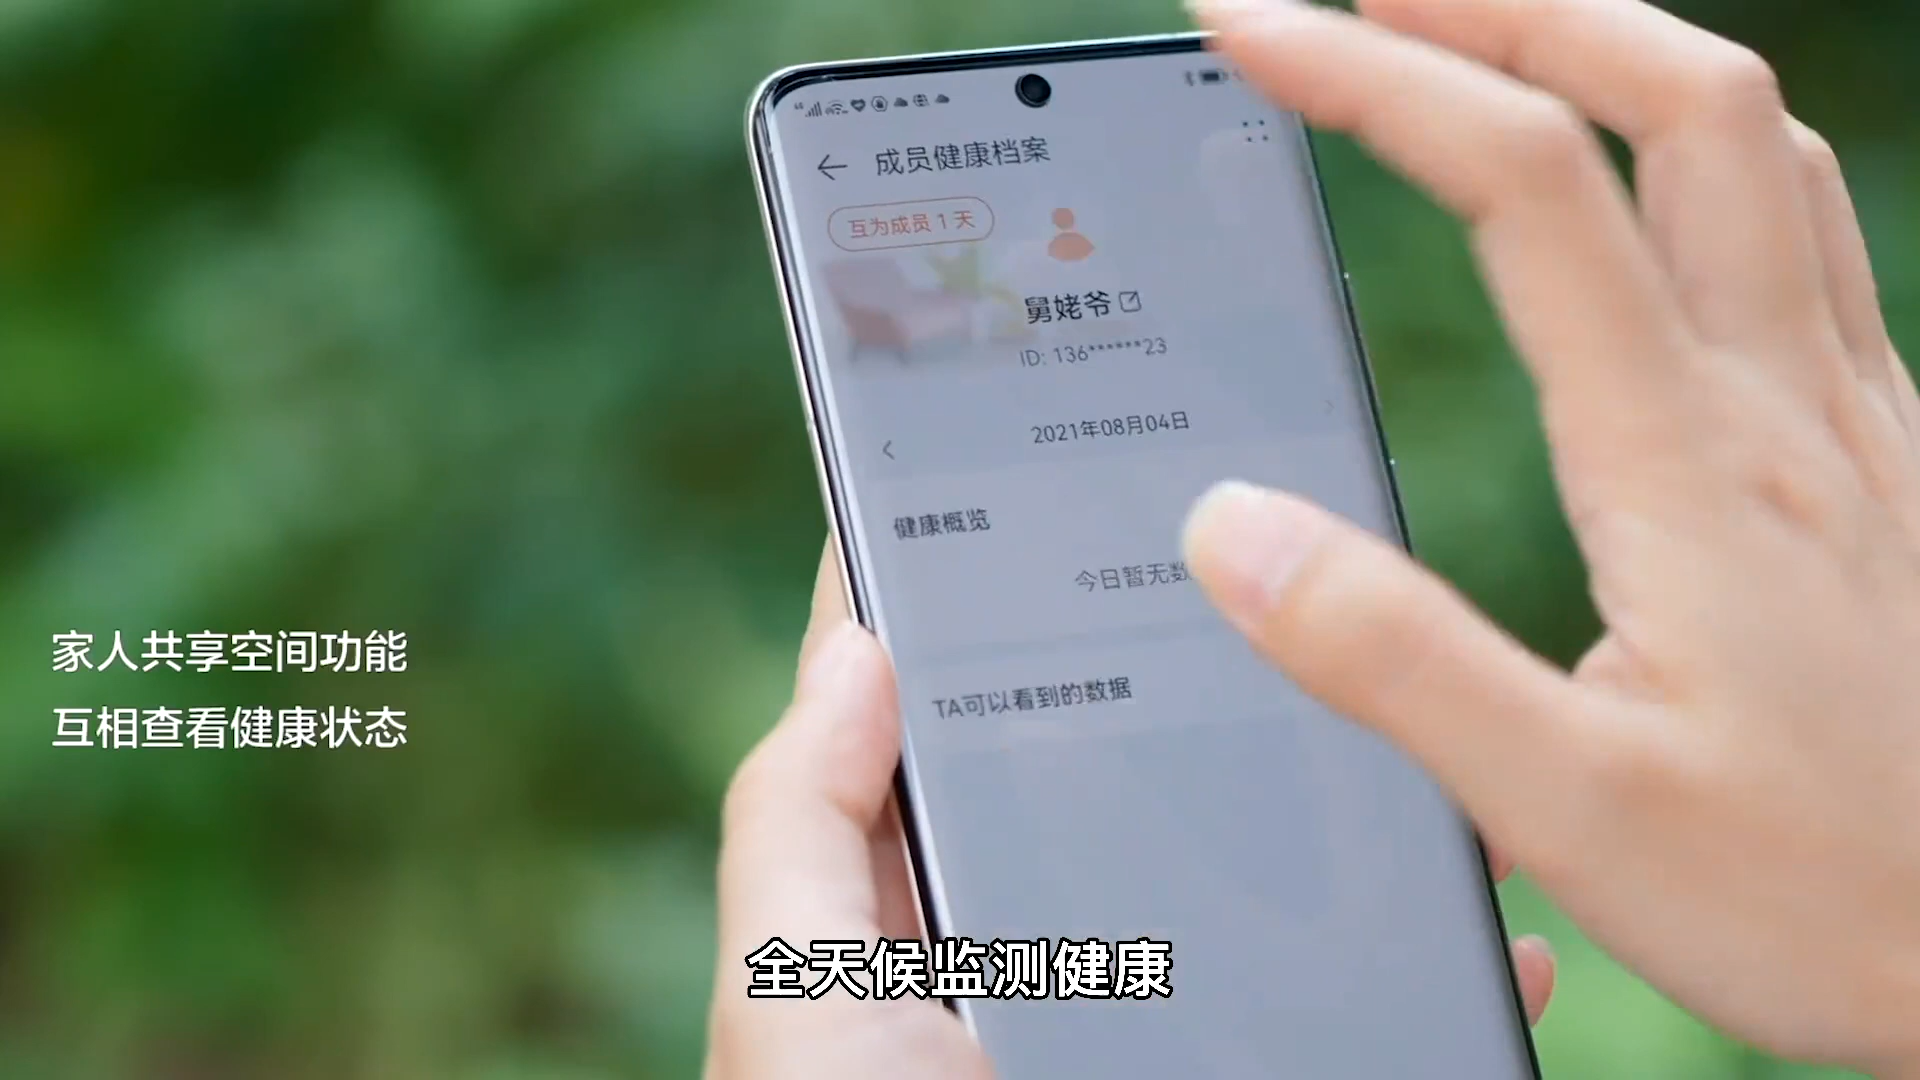 成员健康档案
互为成员 1 天
舅姥爷
ID: 136******23
2021年08月04日
健康概览
今日暂无数
TA可以看到的数据
家人共享空间功能
互相查看健康状态
全天候监测健康